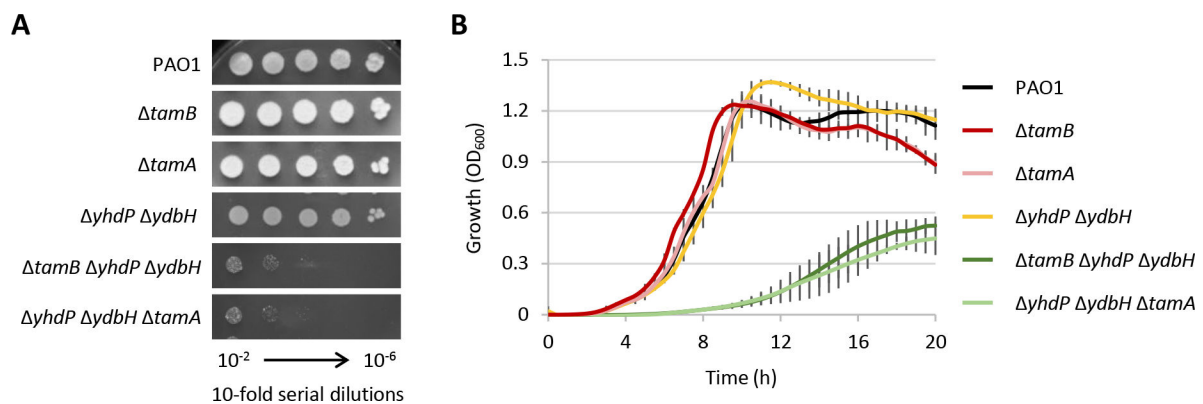 A
PAO1
ΔtamB
ΔtamA
ΔyhdP ΔydbH
ΔtamB ΔyhdP ΔydbH
ΔyhdP ΔydbH ΔtamA
10⁻² 10⁻⁶
10-fold serial dilutions
B
Growth (OD₆₀₀)
1.5
1.2
0.9
0.6
0.3
0
0 4 8 12 16 20
Time (h)
PAO1
ΔtamB
ΔtamA
ΔyhdP ΔydbH
ΔtamB ΔyhdP ΔydbH
ΔyhdP ΔydbH ΔtamA